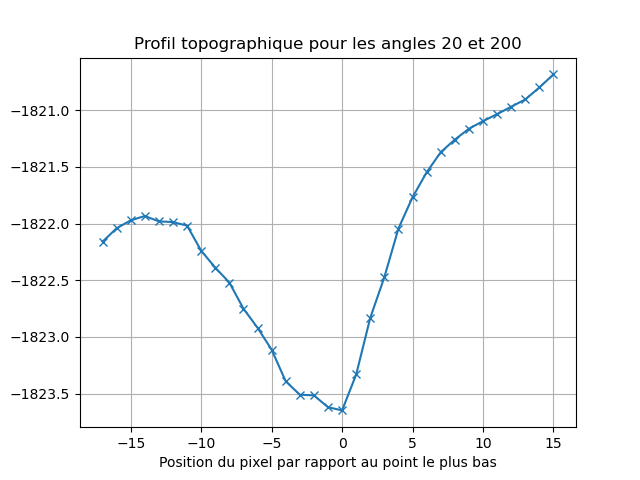 Profil topographique pour les angles 20 et 200
−1821.0
−1821.5
−1822.0
−1822.5
−1823.0
−1823.5
−15 −10 −5 0 5 10 15
Position du pixel par rapport au point le plus bas